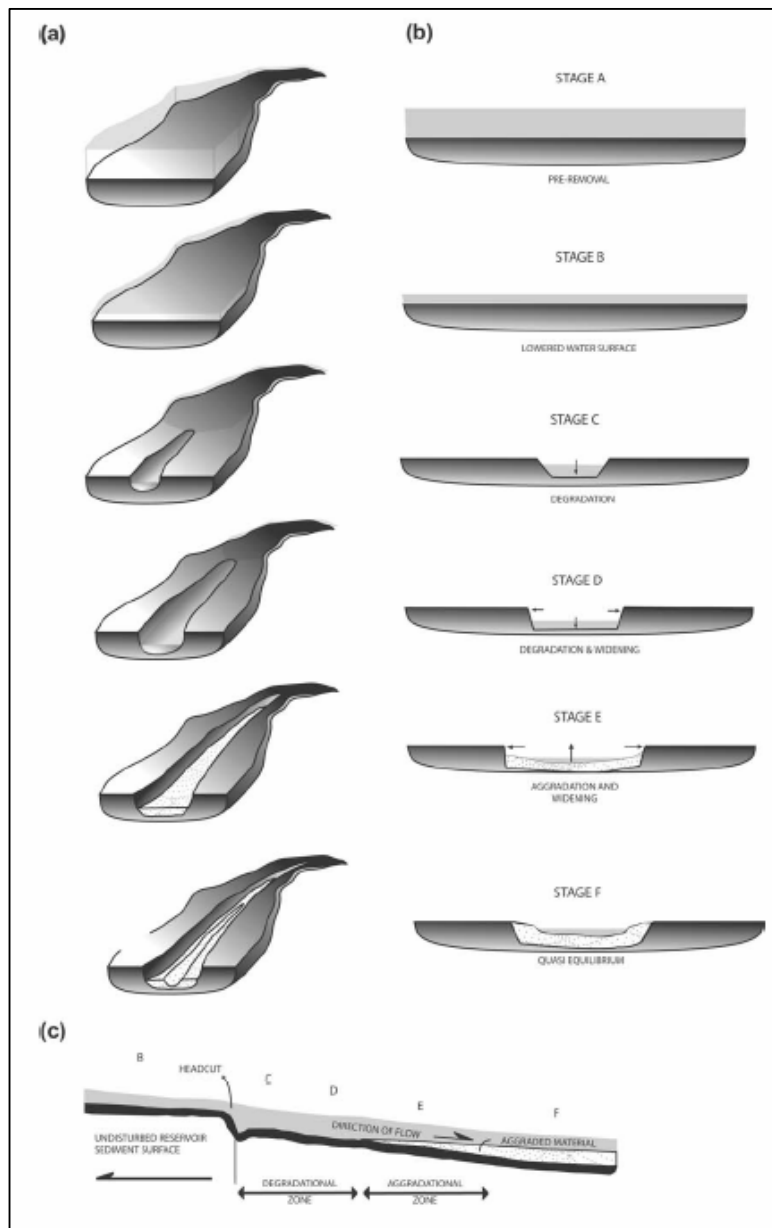 (a)
(b)
STAGE A
PRE-REMOVAL
STAGE B
LOWERED WATER SURFACE
STAGE C
DEGRADATION
STAGE D
DEGRADATION & WIDENING
STAGE E
AGGRADATION AND
WIDENING
STAGE F
QUASI EQUILIBRIUM
(c)
B
HEADCUT
C
D
E
F
DIRECTION OF FLOW
AGGRADED MATERIAL
UNDISTURBED RESERVOIR
SEDIMENT SURFACE
DEGRADATIONAL
ZONE
AGGRADATIONAL
ZONE